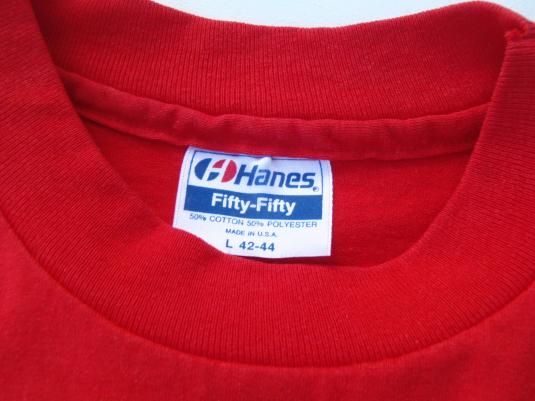 Hanes®
Fifty-Fifty
50% COTTON 50% POLYESTER
MADE IN U.S.A.
L 42-44